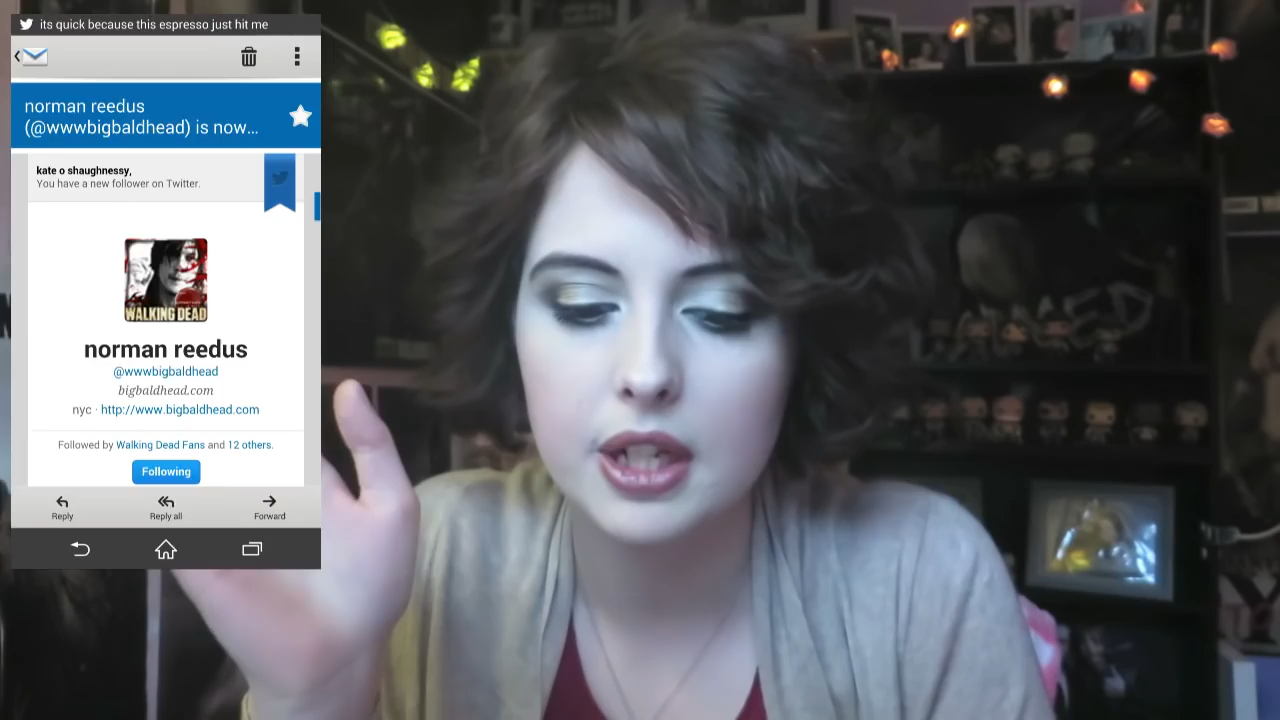 its quick because this espresso just hit me
norman reedus
(@wwwbigbaldhead) is now...
kate o shaughnessy,
You have a new follower on Twitter.
WALKING DEAD
norman reedus
@wwwbigbaldhead
bigbaldhead.com
nyc · http://www.bigbaldhead.com
Followed by Walking Dead Fans and 12 others.
Following
Reply
Reply all
Forward